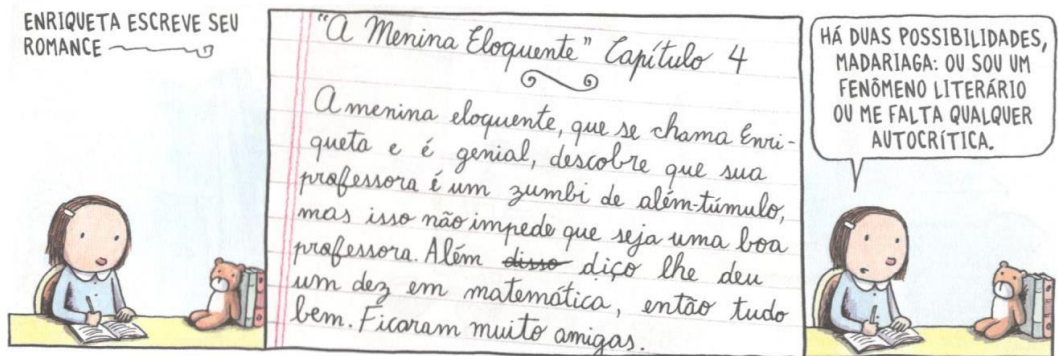 ENRIQUETA ESCREVE SEU
ROMANCE
"A Menina Eloquente" Capítulo 4
A menina eloquente, que se chama Enri-
queta e é genial, descobre que sua
professora é um zumbi de além-túmulo,
mas isso não impede que seja uma boa
professora. Além disso diço lhe deu
um dez em matemática, então tudo
bem. Ficaram muito amigas.
HÁ DUAS POSSIBILIDADES,
MADARIAGA: OU SOU UM
FENÔMENO LITERÁRIO
OU ME FALTA QUALQUER
AUTOCRÍTICA.